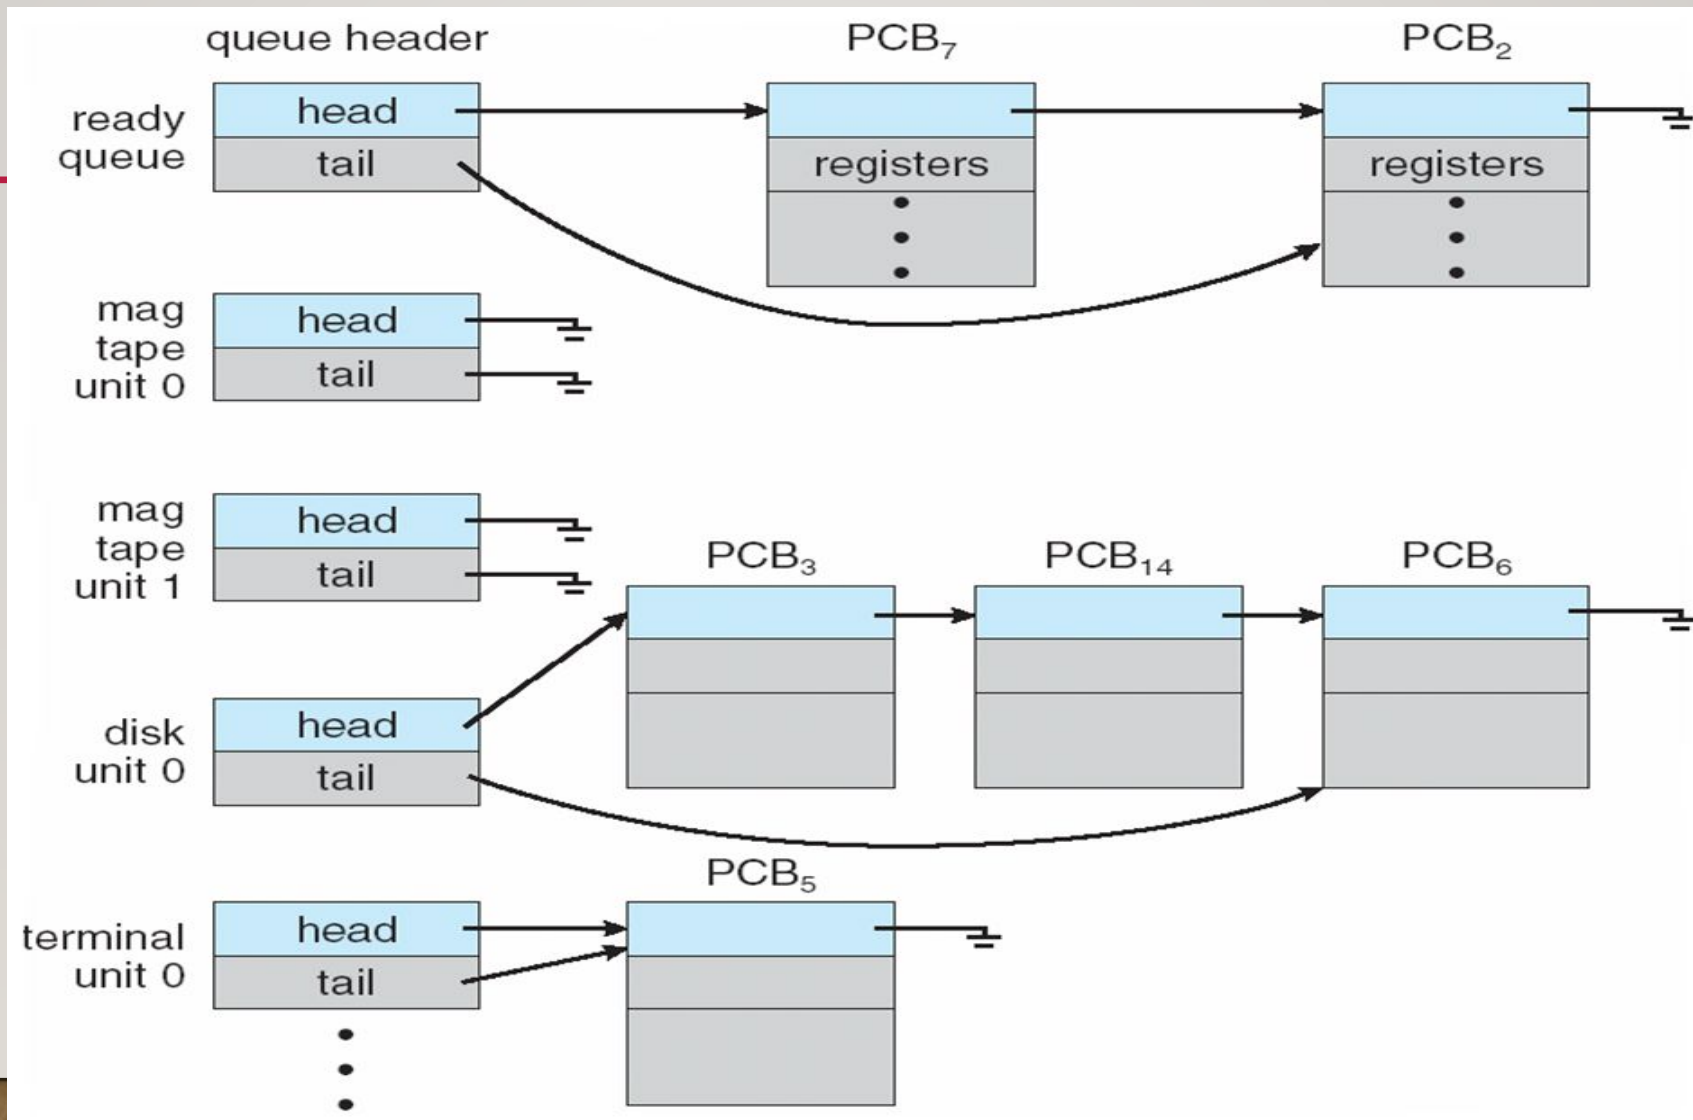 queue header
PCB₇
PCB₂
ready
queue
head
tail
registers
registers
mag
tape
unit 0
head
tail
mag
tape
unit 1
head
tail
PCB₃
PCB₁₄
PCB₆
disk
unit 0
head
tail
PCB₅
terminal
unit 0
head
tail